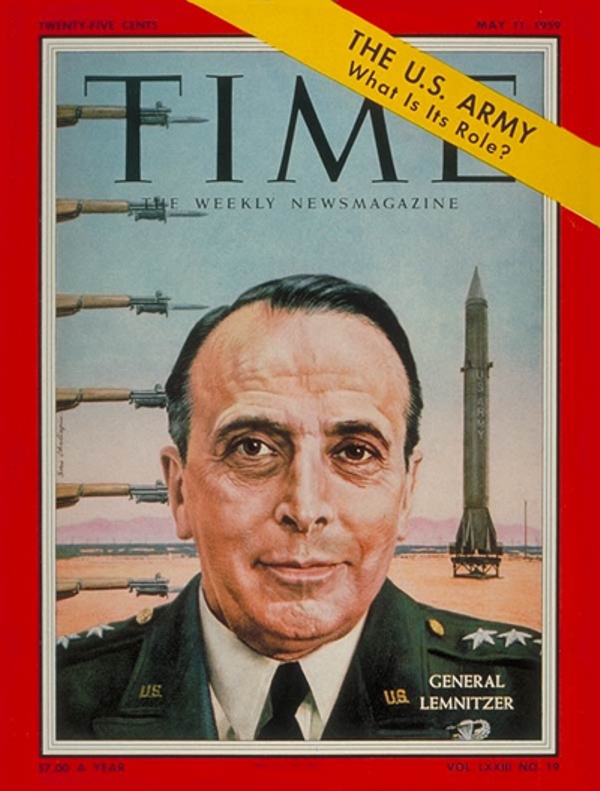 TWENTY-FIVE CENTS
MAY 11, 1959
THE U.S. ARMY
What Is Its Role?
TIME
THE WEEKLY NEWSMAGAZINE
US ARMY
U.S.
U.S.
GENERAL
LEMNITZER
$7.00 A YEAR
VOL. LXXIII NO. 19